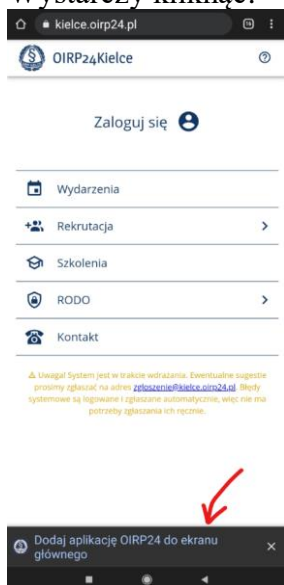 Wystarczy kliknąć:
kielce.oirp24.pl
OIRP24Kielce
Zaloguj się
Wydarzenia
Rekrutacja
Szkolenia
RODO
Kontakt
⚠ Uwaga! System jest w trakcie wdrażania. Ewentualne sugestie
prosimy zgłaszać na adres zgloszenie@kielce.oirp24.pl. Błędy
systemowe są logowane i zgłaszane automatycznie, więc nie ma
potrzeby zgłaszania ich ręcznie.
Dodaj aplikację OIRP24 do ekranu
głównego